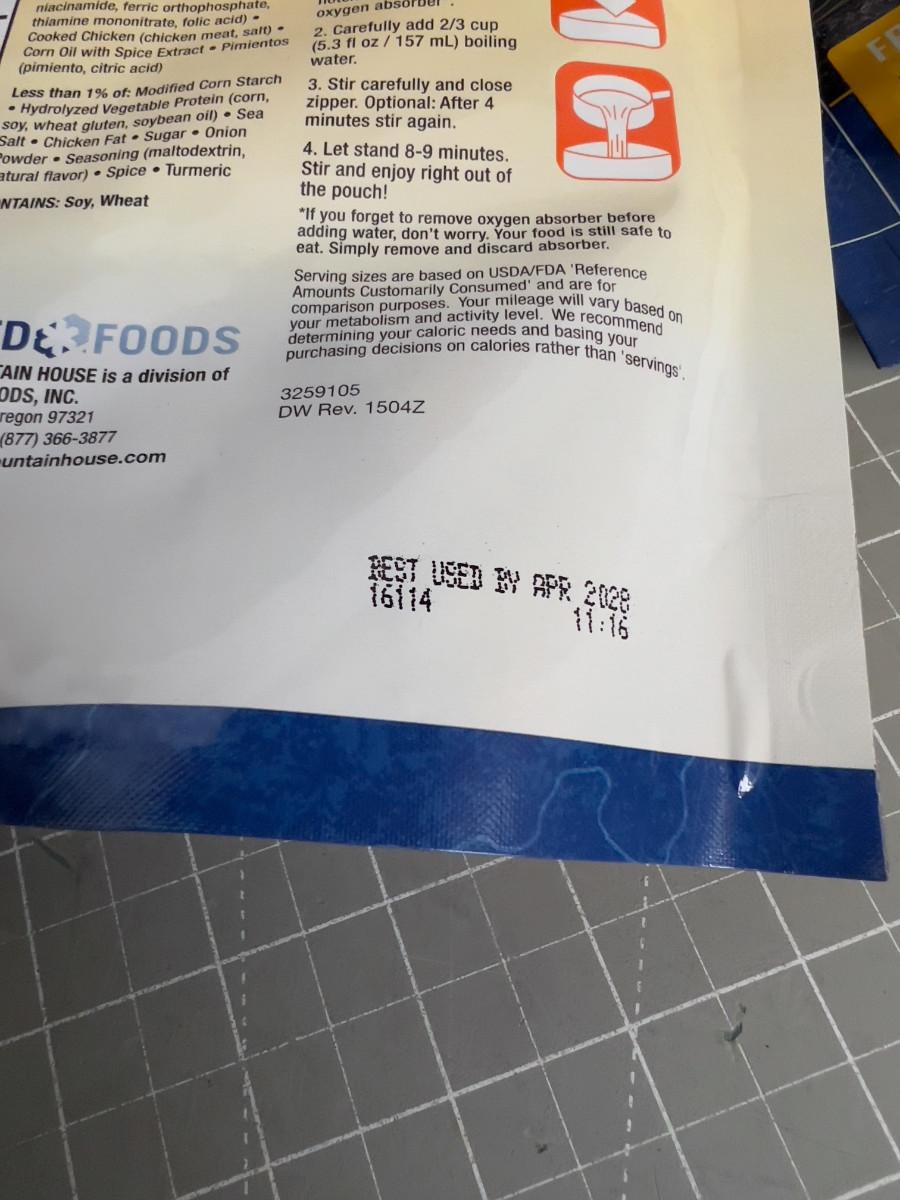 niacinamide, ferric orthophosphate,
thiamine mononitrate, folic acid) •
Cooked Chicken (chicken meat, salt) •
Corn Oil with Spice Extract • Pimientos
(pimiento, citric acid)
Less than 1% of: Modified Corn Starch
• Hydrolyzed Vegetable Protein (corn,
soy, wheat gluten, soybean oil) • Sea
Salt • Chicken Fat • Sugar • Onion
Powder • Seasoning (maltodextrin,
atural flavor) • Spice • Turmeric
NTAINS: Soy, Wheat
D FOODS
AIN HOUSE is a division of
ODS, INC.
regon 97321
(877) 366-3877
untainhouse.com
oxygen absorber*.
2. Carefully add 2/3 cup
(5.3 fl oz / 157 mL) boiling
water.
3. Stir carefully and close
zipper. Optional: After 4
minutes stir again.
4. Let stand 8-9 minutes.
Stir and enjoy right out of
the pouch!
*If you forget to remove oxygen absorber before
adding water, don't worry. Your food is still safe to
eat. Simply remove and discard absorber.
Serving sizes are based on USDA/FDA 'Reference
Amounts Customarily Consumed' and are for
comparison purposes. Your mileage will vary based on
your metabolism and activity level. We recommend
determining your caloric needs and basing your
purchasing decisions on calories rather than 'servings'.
3259105
DW Rev. 1504Z
BEST USED BY APR 2028
16114 11:16